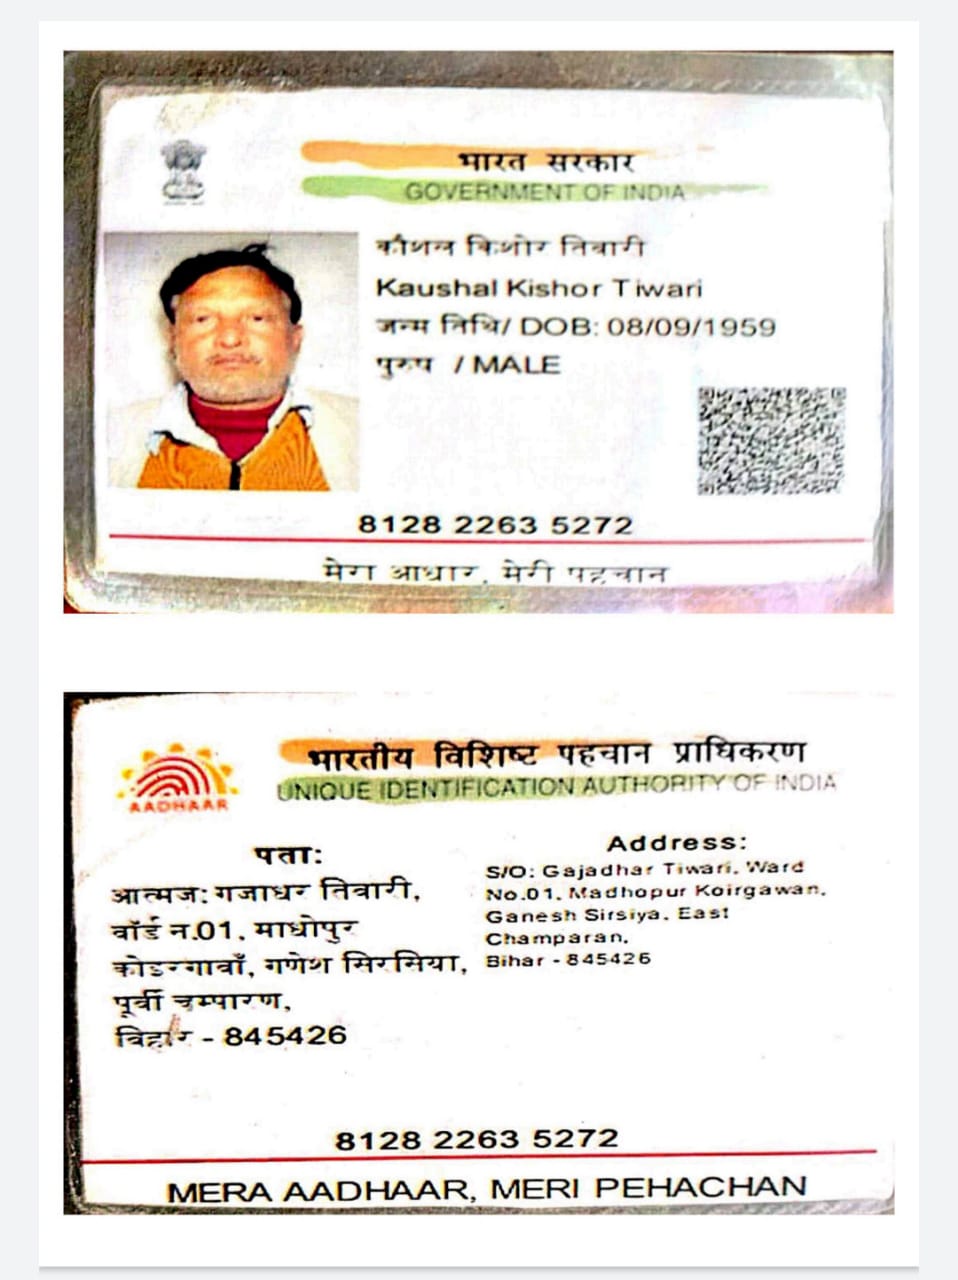 भारत सरकार
GOVERNMENT OF INDIA
कौशल किशोर तिवारी
Kaushal Kishor Tiwari
जन्म तिथि/ DOB: 08/09/1959
पुरुष / MALE
8128 2263 5272
मेरा आधार, मेरी पहचान
भारतीय विशिष्ट पहचान प्राधिकरण
UNIQUE IDENTIFICATION AUTHORITY OF INDIA
AADHAAR
पता:
आत्मज: गजाधर तिवारी,
वॉर्ड न.01, माधोपुर
कोइरगावाँ, गणेश सिरसिया,
पूर्वी चम्पारण,
बिहार - 845426
Address:
S/O: Gajadhar Tiwari, Ward
No.01, Madhopur Koirgawan,
Ganesh Sirsiya, East
Champaran,
Bihar - 845426
8128 2263 5272
MERA AADHAAR, MERI PEHACHAN